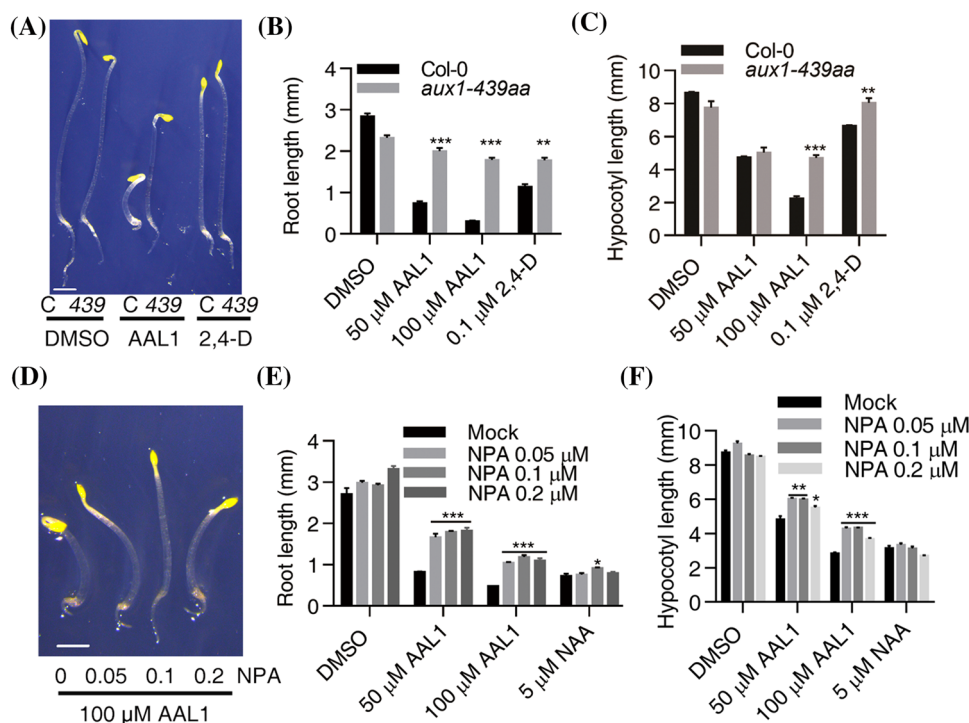 (A)
C 439 C 439 C 439
DMSO AAL1 2,4-D
(B)
Col-0
aux1-439aa
Root length (mm)
4
3
2
1
0
*** *** **
DMSO
50 μM AAL1
100 μM AAL1
0.1 μM 2,4-D
(C)
Col-0
aux1-439aa
Hypocotyl length (mm)
10
8
6
4
2
0
*** **
DMSO
50 μM AAL1
100 μM AAL1
0.1 μM 2,4-D
(D)
0 0.05 0.1 0.2 NPA
100 μM AAL1
(E)
Mock
NPA 0.05 μM
NPA 0.1 μM
NPA 0.2 μM
Root length (mm)
4
3
2
1
0
*** *** *
DMSO
50 μM AAL1
100 μM AAL1
5 μM NAA
(F)
Mock
NPA 0.05 μM
NPA 0.1 μM
NPA 0.2 μM
Hypocotyl length (mm)
10
8
6
4
2
0
** * ***
DMSO
50 μM AAL1
100 μM AAL1
5 μM NAA